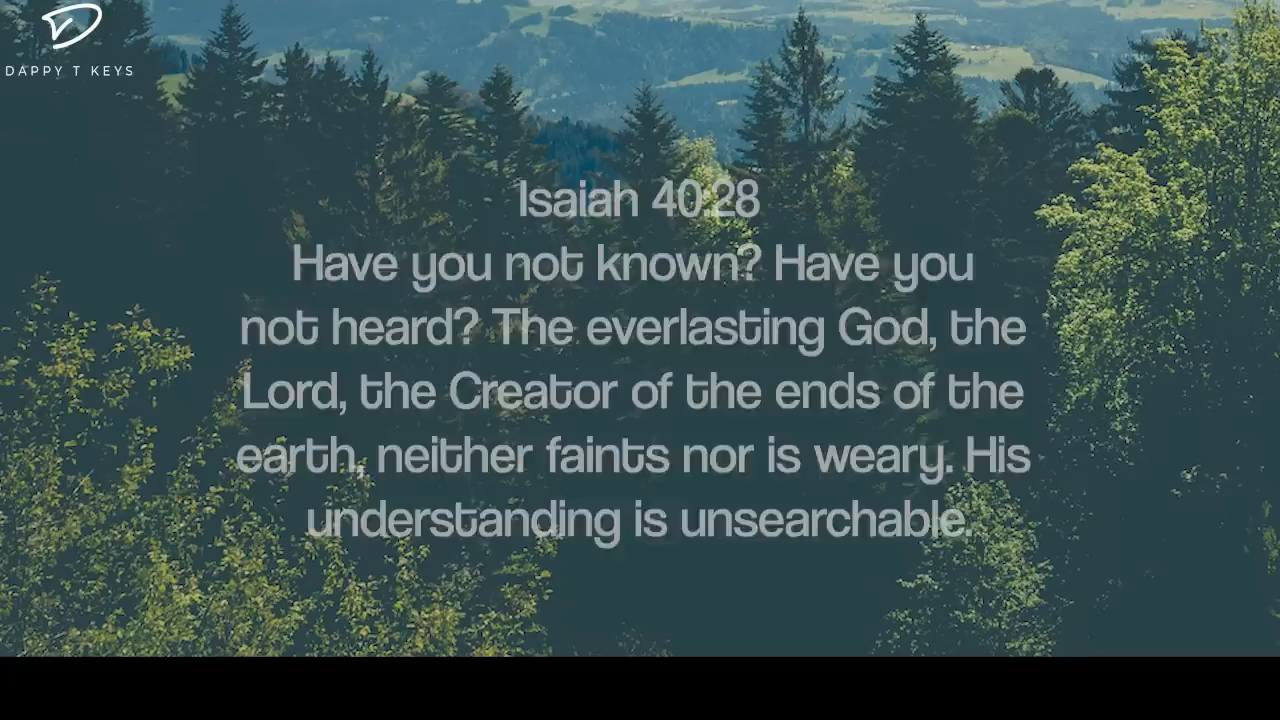 DAPPY T KEYS
Isaiah 40:28
Have you not known? Have you
not heard? The everlasting God, the
Lord, the Creator of the ends of the
earth, neither faints nor is weary. His
understanding is unsearchable.